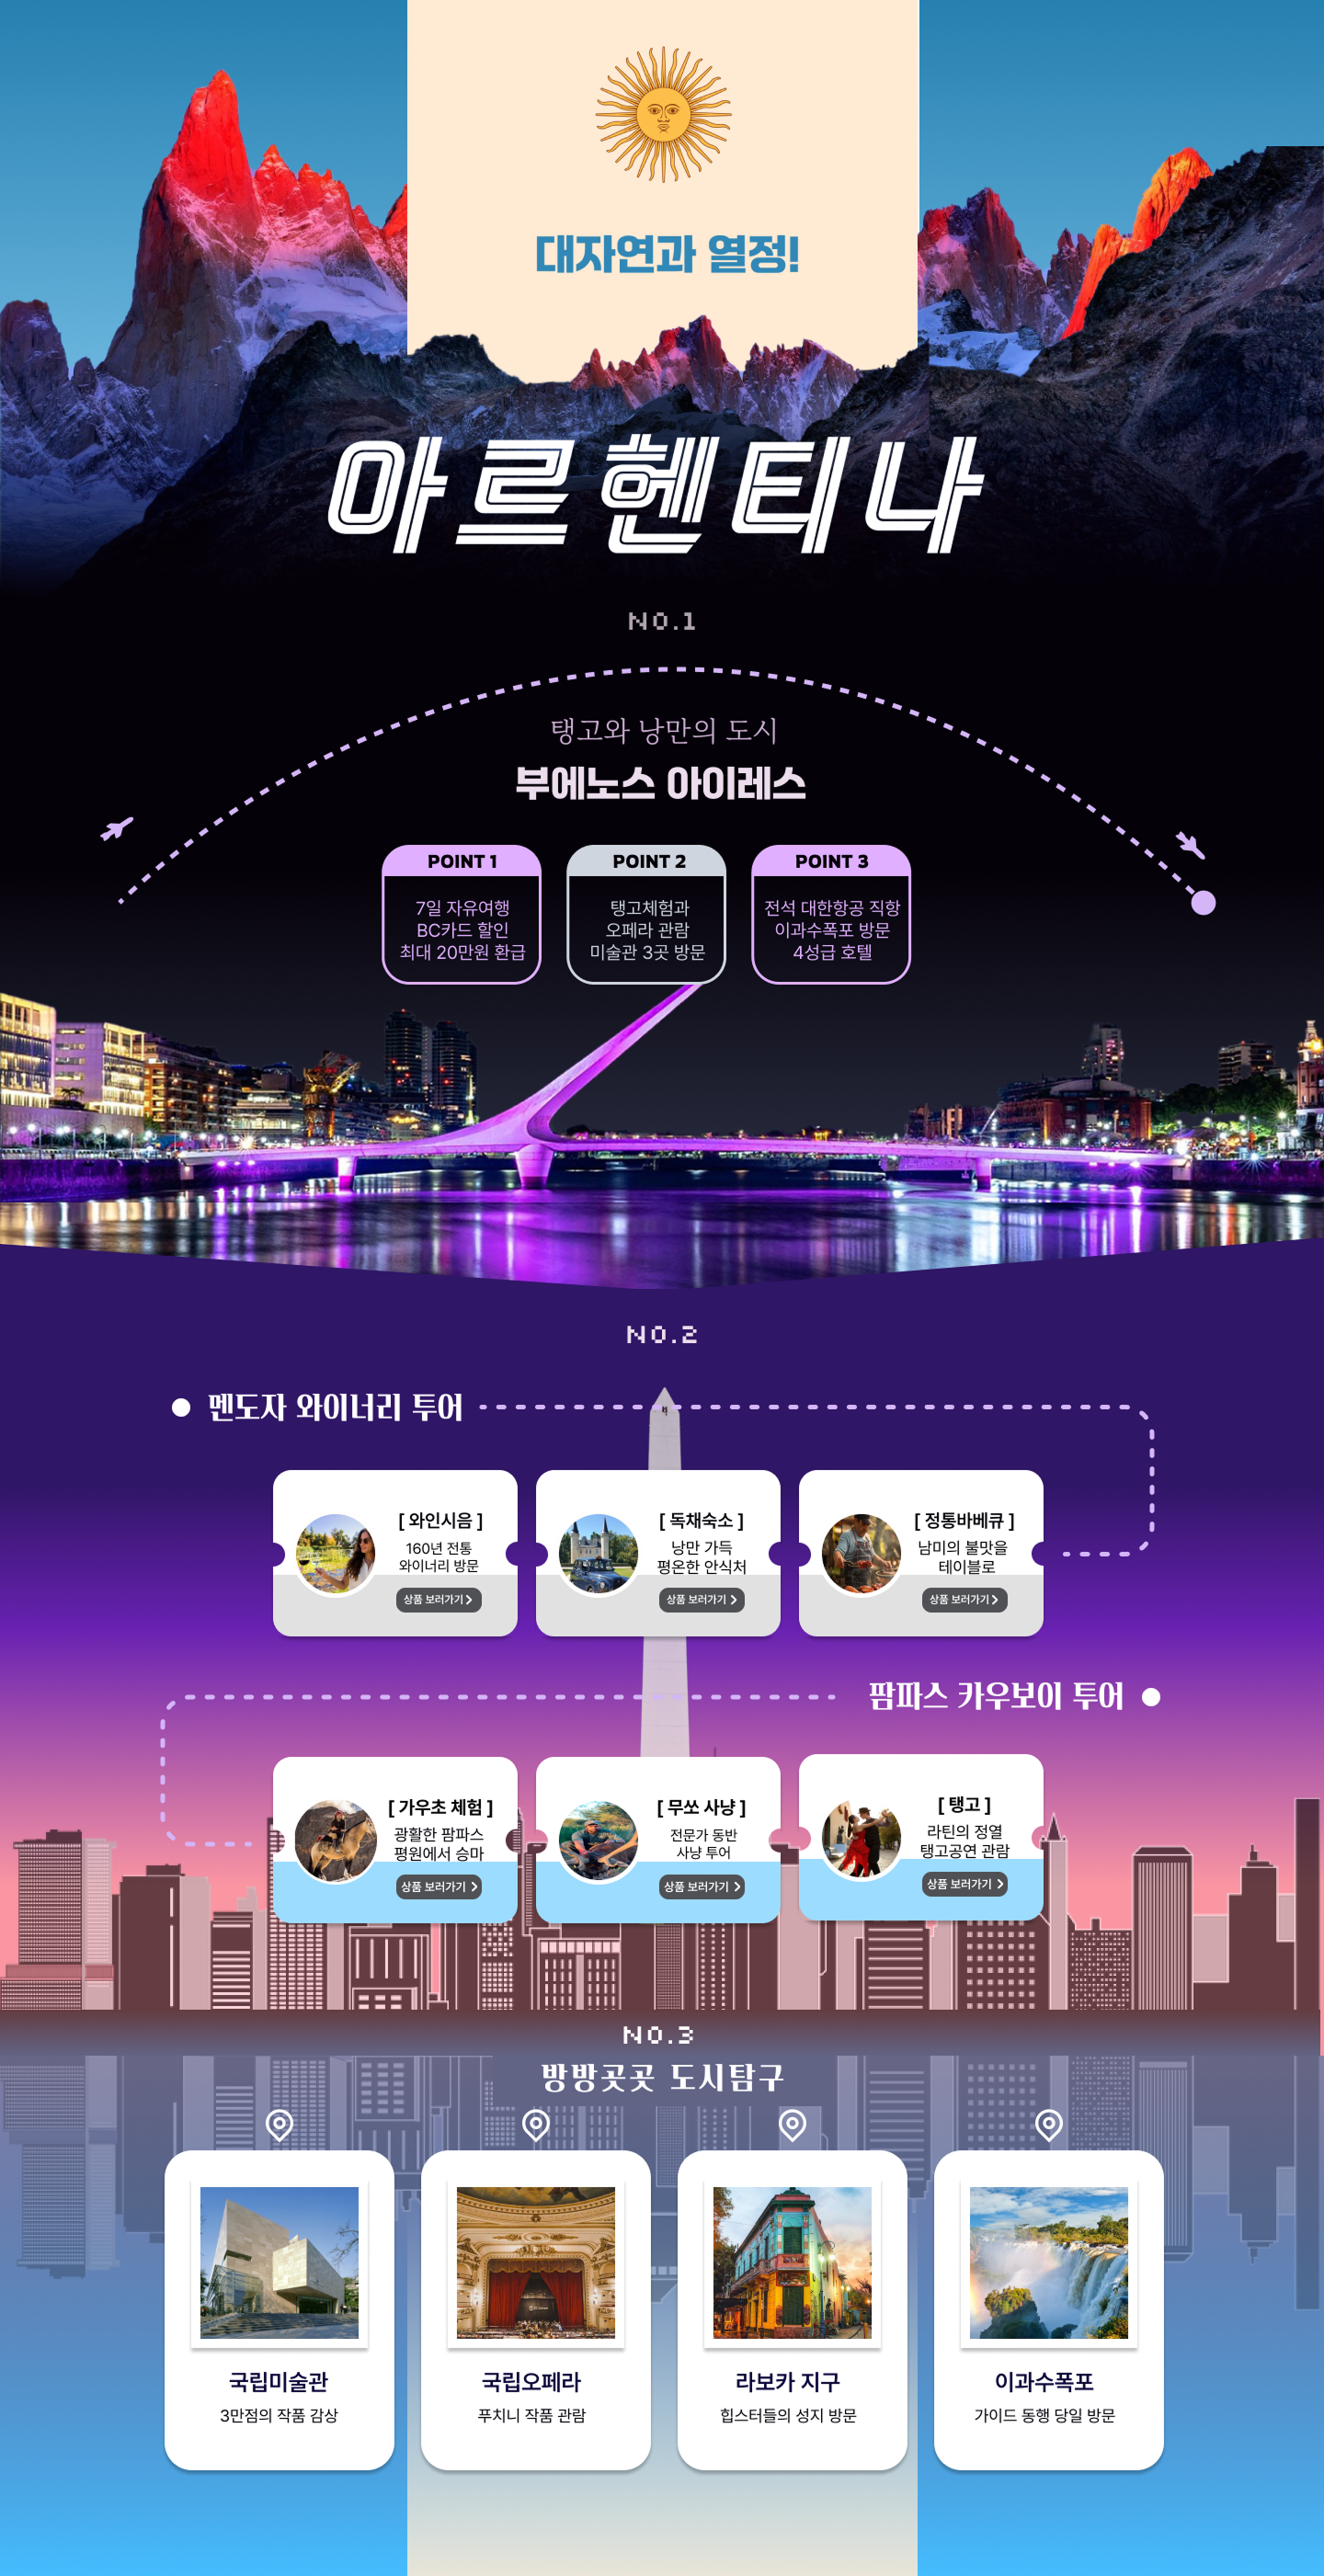 대자연과 열정!
아르헨티나
NO.1
탱고와 낭만의 도시
부에노스 아이레스
POINT 1
7일 자유여행
BC카드 할인
최대 20만원 환급
POINT 2
탱고체험과
오페라 관람
미술관 3곳 방문
POINT 3
전석 대한항공 직항
이과수폭포 방문
4성급 호텔
NO.2
멘도자 와이너리 투어
[ 와인시음 ]
160년 전통
와이너리 방문
상품 보러가기
[ 독채숙소 ]
낭만 가득
평온한 안식처
상품 보러가기
[ 정통바베큐 ]
남미의 불맛을
테이블로
상품 보러가기
팜파스 카우보이 투어
[ 가우초 체험 ]
광활한 팜파스
평원에서 승마
상품 보러가기
[ 무쏘 사냥 ]
전문가 동반
사냥 투어
상품 보러가기
[ 탱고 ]
라틴의 정열
탱고공연 관람
상품 보러가기
NO.3
방방곳곳 도시탐구
국립미술관
3만점의 작품 감상
국립오페라
푸치니 작품 관람
라보카 지구
힙스터들의 성지 방문
이과수폭포
가이드 동행 당일 방문